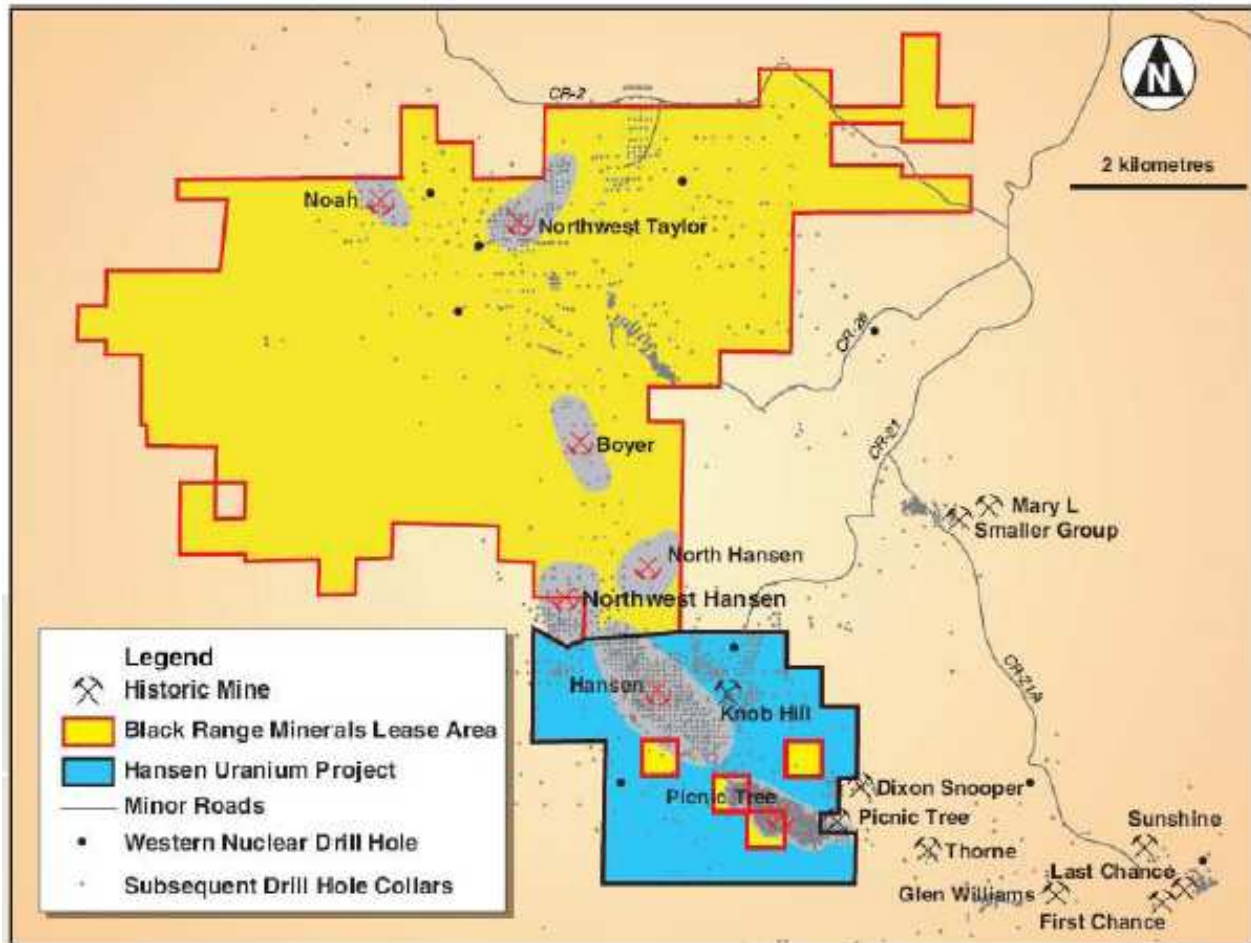 CR-2
N
2 kilometres
Noah
Northwest Taylor
CR-26
Boyer
CR-21
Mary L
Smaller Group
North Hansen
Northwest Hansen
CR-21A
Hansen
Knob Hill
Picnic Tree
Dixon Snooper
Picnic Tree
Sunshine
Thorne
Last Chance
Glen Williams
First Chance
Legend
Historic Mine
Black Range Minerals Lease Area
Hansen Uranium Project
Minor Roads
Western Nuclear Drill Hole
Subsequent Drill Hole Collars